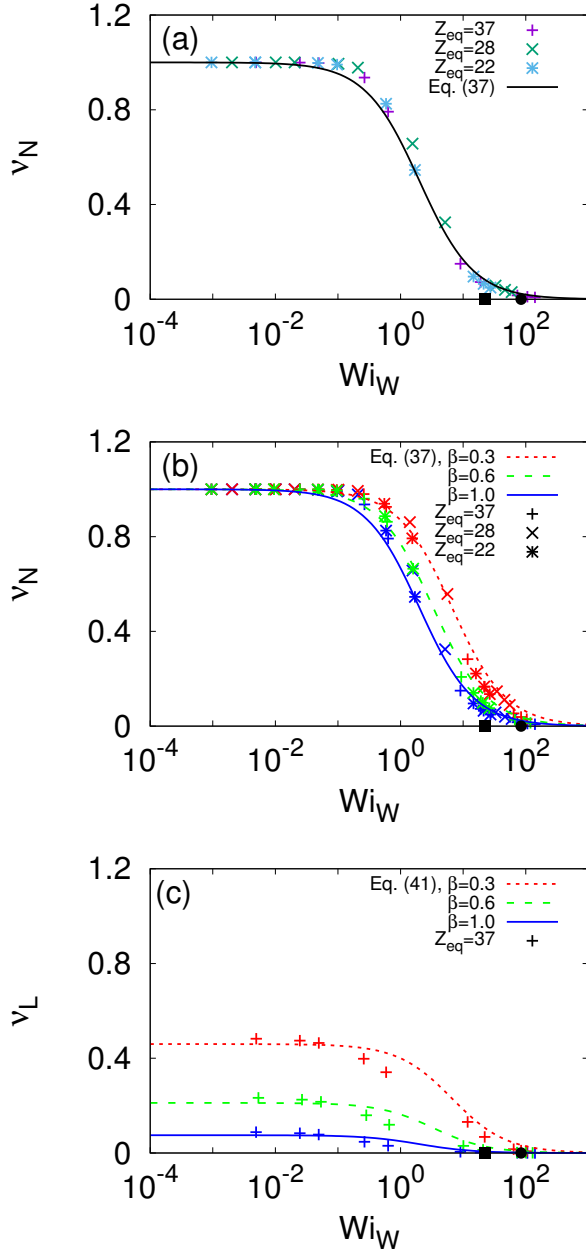 (a)
Z_eq=37
Z_eq=28
Z_eq=22
Eq. (37)
1.2
0.8
0.4
0
ν_N
10^-4 10^-2 10^0 10^2
Wi_W
(b)
Eq. (37), β=0.3
β=0.6
β=1.0
Z_eq=37
Z_eq=28
Z_eq=22
1.2
0.8
0.4
0
ν_N
10^-4 10^-2 10^0 10^2
Wi_W
(c)
Eq. (41), β=0.3
β=0.6
β=1.0
Z_eq=37
1.2
0.8
0.4
0
ν_L
10^-4 10^-2 10^0 10^2
Wi_W